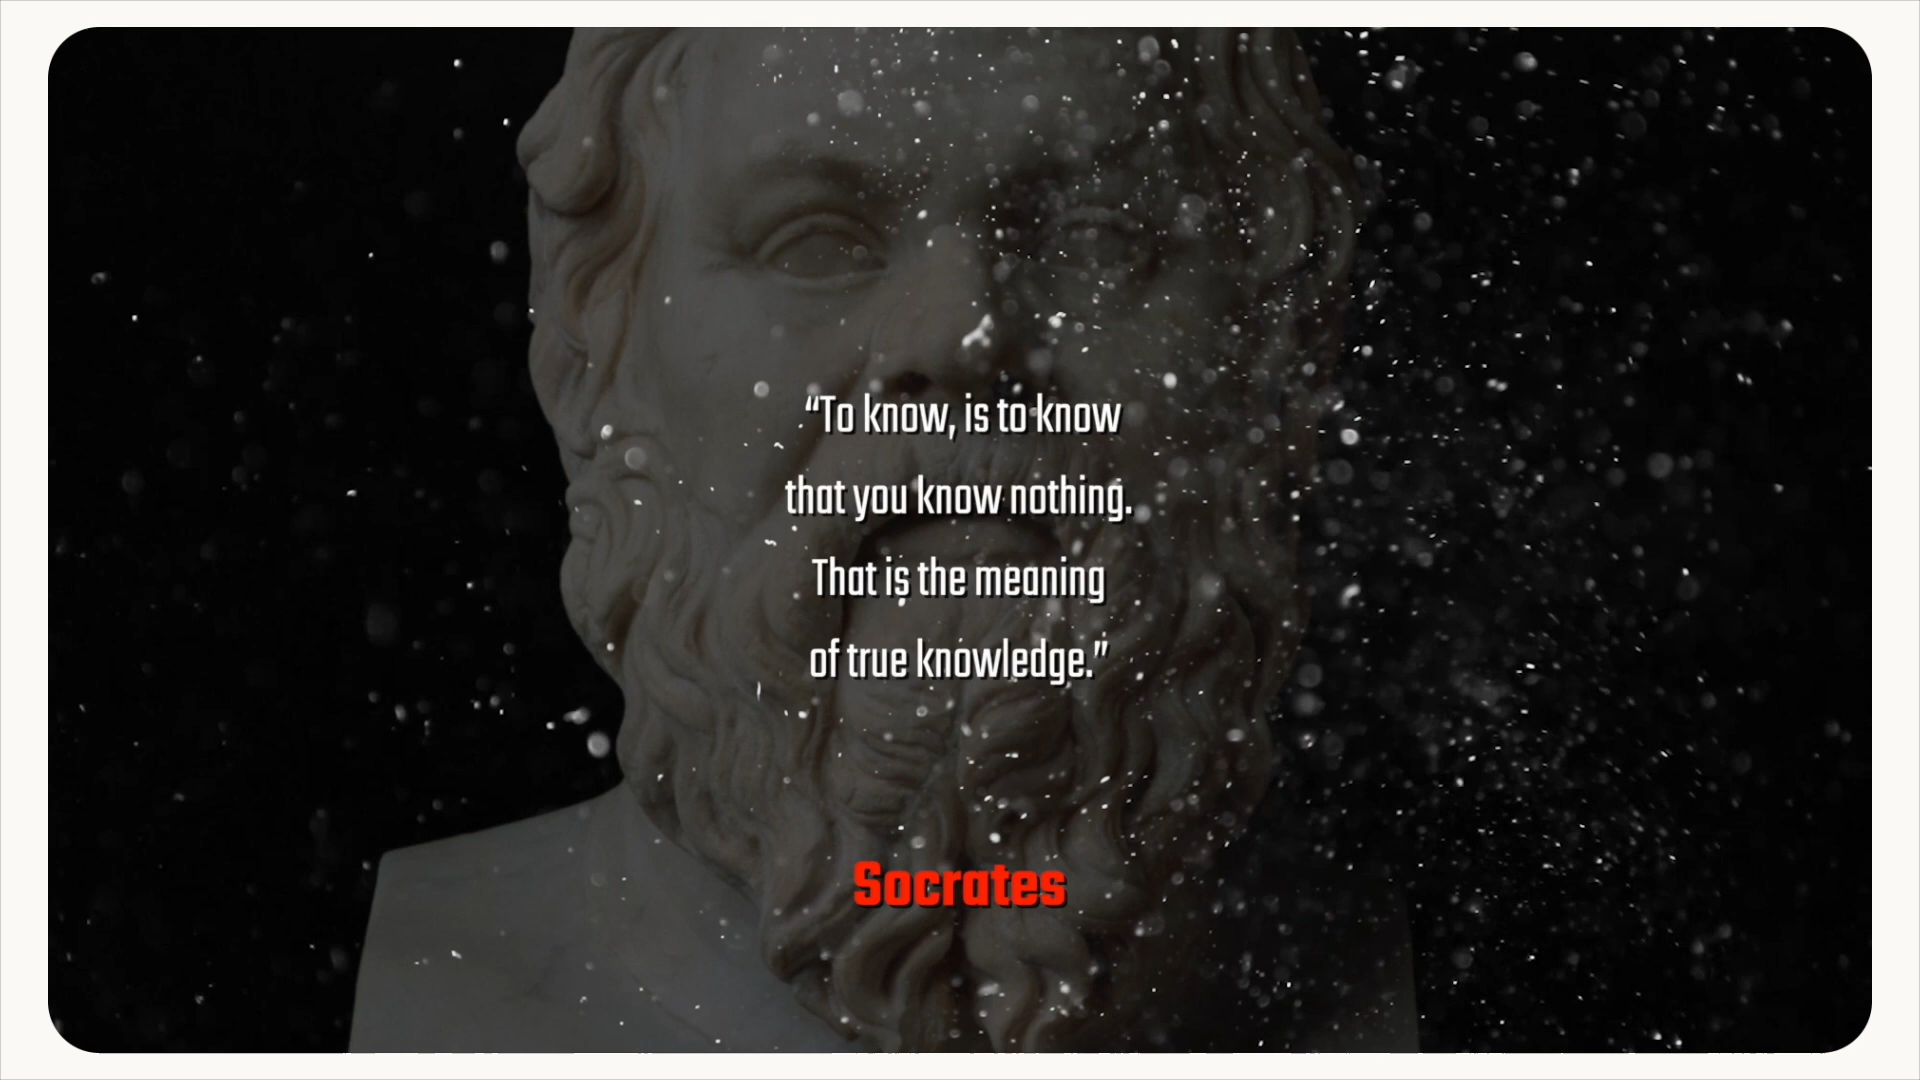 “To know, is to know
that you know nothing.
That is the meaning
of true knowledge.”
Socrates